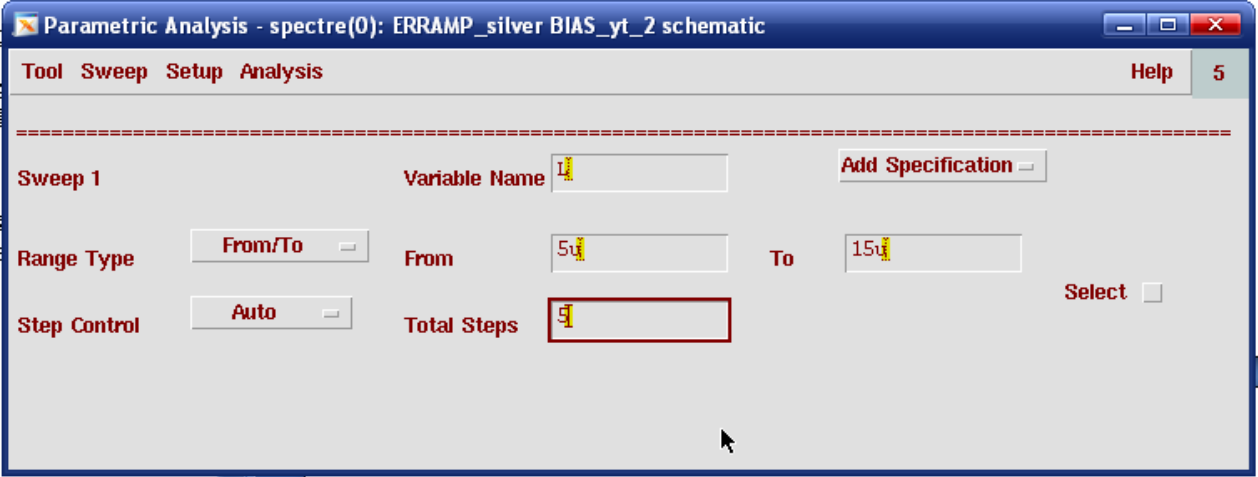 Parametric Analysis - spectre(0): ERRAMP_silver BIAS_yt_2 schematic
Tool Sweep Setup Analysis Help 5
=====================================================================================================
Sweep 1 Variable Name L Add Specification
Range Type From/To From 5u To 15u
Select
Step Control Auto Total Steps 5